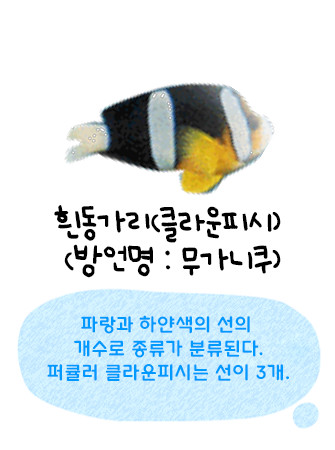 흰동가리(클라운피시)
(방언명 : 무가니쿠)
파랑과 하얀색의 선의
개수로 종류가 분류된다.
퍼큘러 클라운피시는 선이 3개.